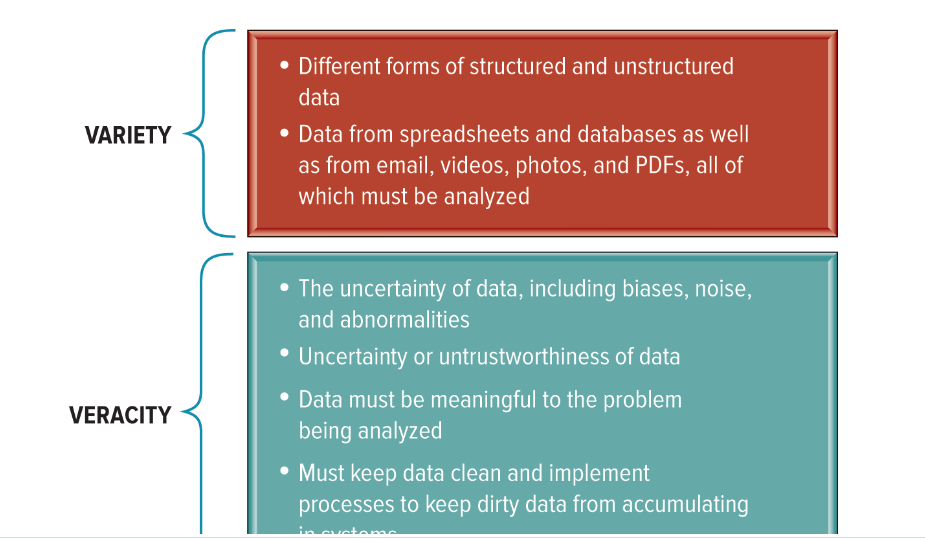 VARIETY
• Different forms of structured and unstructured
data
• Data from spreadsheets and databases as well
as from email, videos, photos, and PDFs, all of
which must be analyzed
VERACITY
• The uncertainty of data, including biases, noise,
and abnormalities
• Uncertainty or untrustworthiness of data
• Data must be meaningful to the problem
being analyzed
• Must keep data clean and implement
processes to keep dirty data from accumulating
in systems